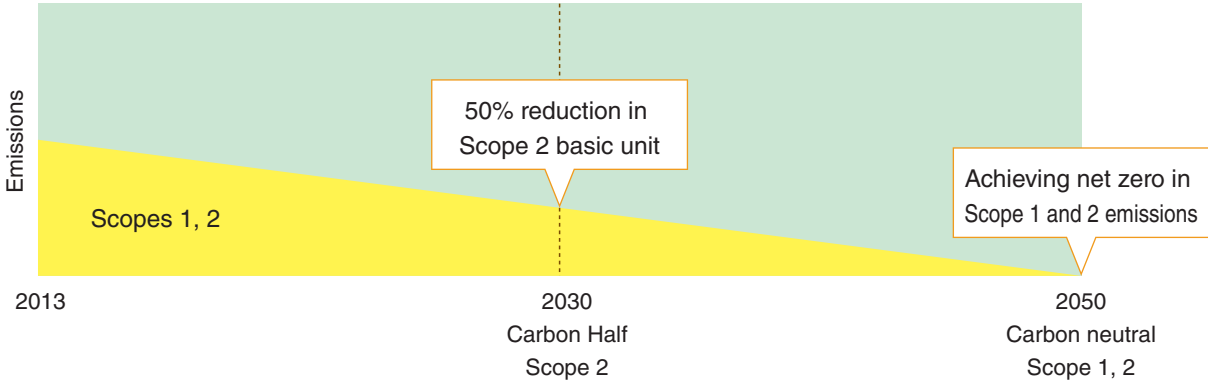 Emissions
50% reduction in
Scope 2 basic unit
Achieving net zero in
Scope 1 and 2 emissions
Scopes 1, 2
2013
2030
2050
Carbon Half
Carbon neutral
Scope 2
Scope 1, 2